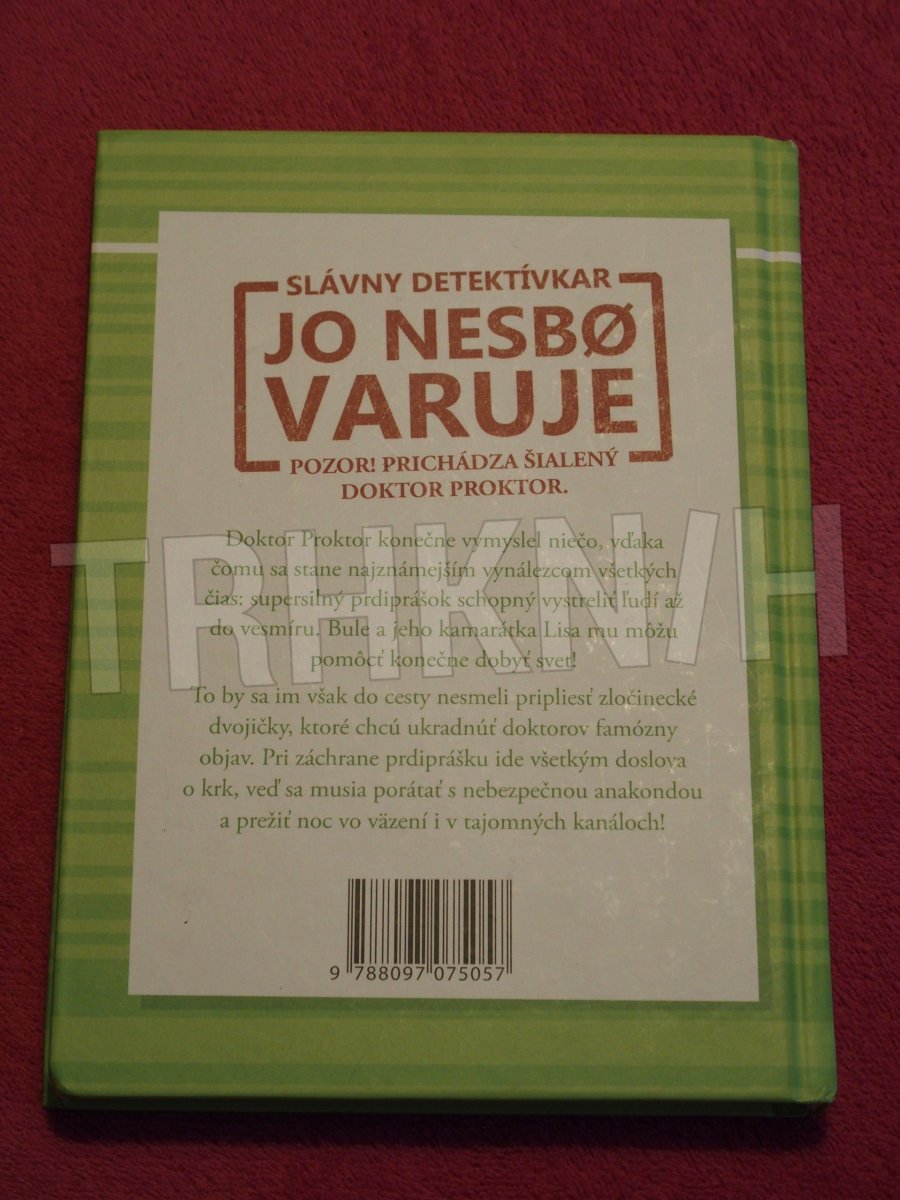 SLÁVNY DETEKTÍVKAR
JO NESBØ
VARUJE
POZOR! PRICHÁDZA ŠIALENÝ
DOKTOR PROKTOR.
Doktor Proktor konečne vymyslel niečo, vďaka
čomu sa stane najznámejším vynálezcom všetkých
čias: supersilný prdiprášok schopný vystreliť ľudí až
do vesmíru. Bule a jeho kamarátka Lisa mu môžu
pomôcť konečne dobyť svet!
To by sa im však do cesty nesmeli pripliesť zločinecké
dvojičky, ktoré chcú ukradnúť doktorov famózny
objav. Pri záchrane prdiprášku ide všetkým doslova
o krk, veď sa musia porátať s nebezpečnou anakondou
a prežiť noc vo väzení i v tajomných kanáloch!
9 788097 075057
TRHKNIH